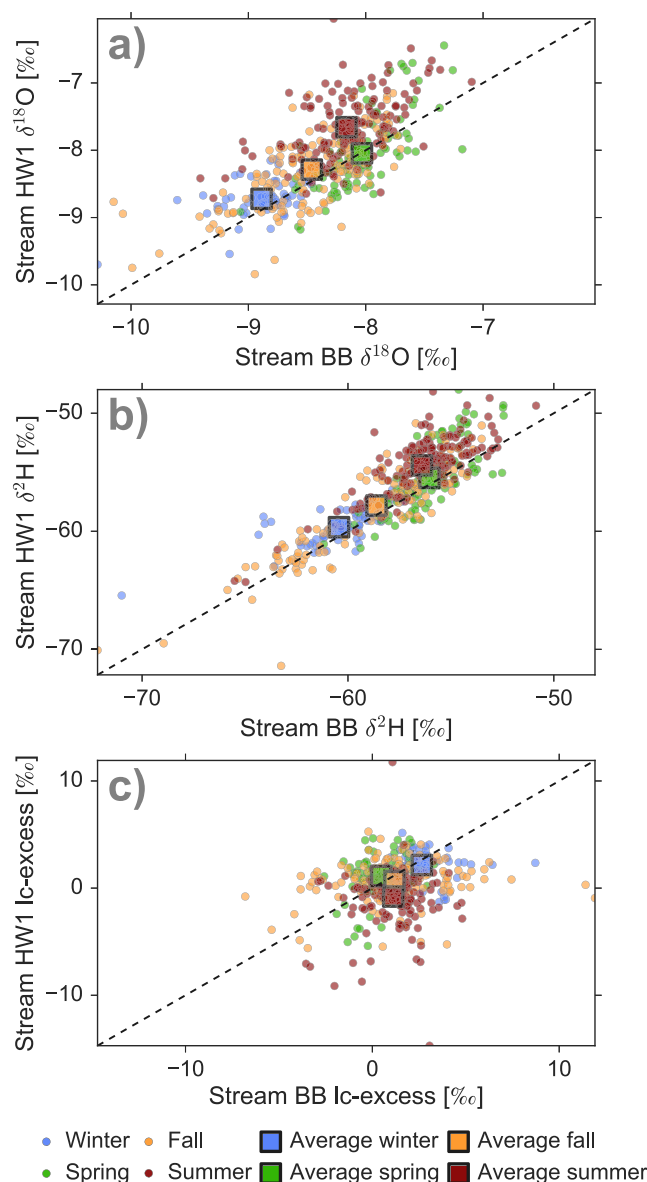 a)
−7
−8
−9
−10
Stream HW1 δ¹⁸O [‰]
−10 −9 −8 −7
Stream BB δ¹⁸O [‰]
b)
−50
−60
−70
Stream HW1 δ²H [‰]
−70 −60 −50
Stream BB δ²H [‰]
c)
10
0
−10
Stream HW1 lc-excess [‰]
−10 0 10
Stream BB lc-excess [‰]
Winter Fall Average winter Average fall
Spring Summer Average spring Average summer